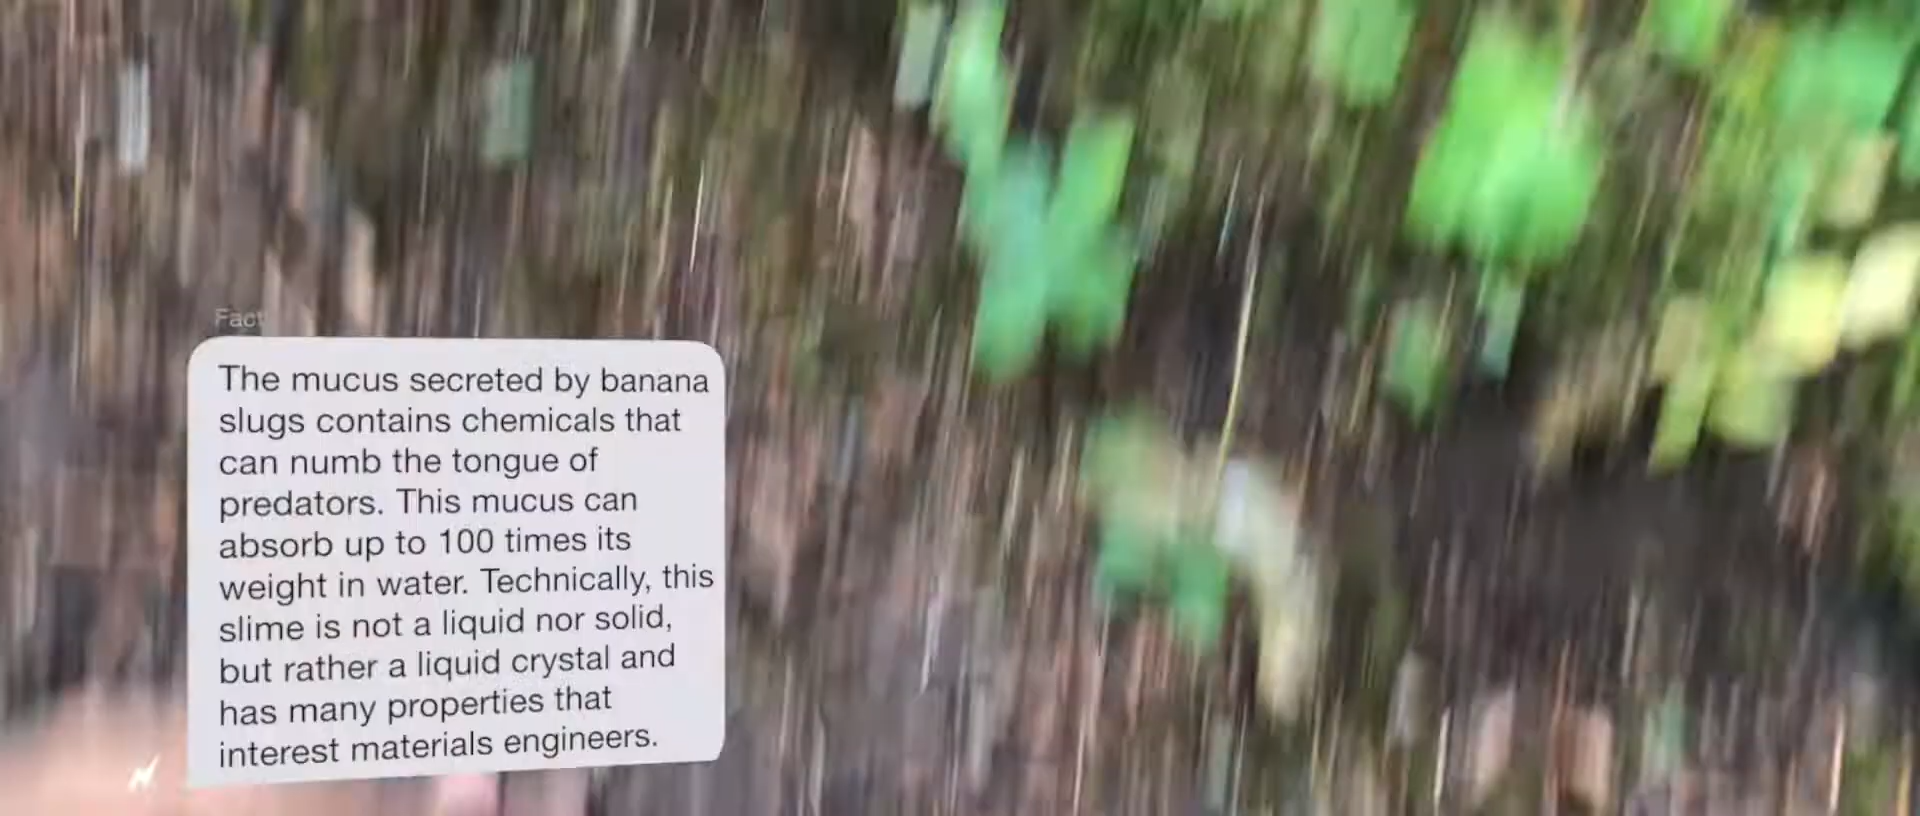 Fact
The mucus secreted by banana
slugs contains chemicals that
can numb the tongue of
predators. This mucus can
absorb up to 100 times its
weight in water. Technically, this
slime is not a liquid nor solid,
but rather a liquid crystal and
has many properties that
interest materials engineers.